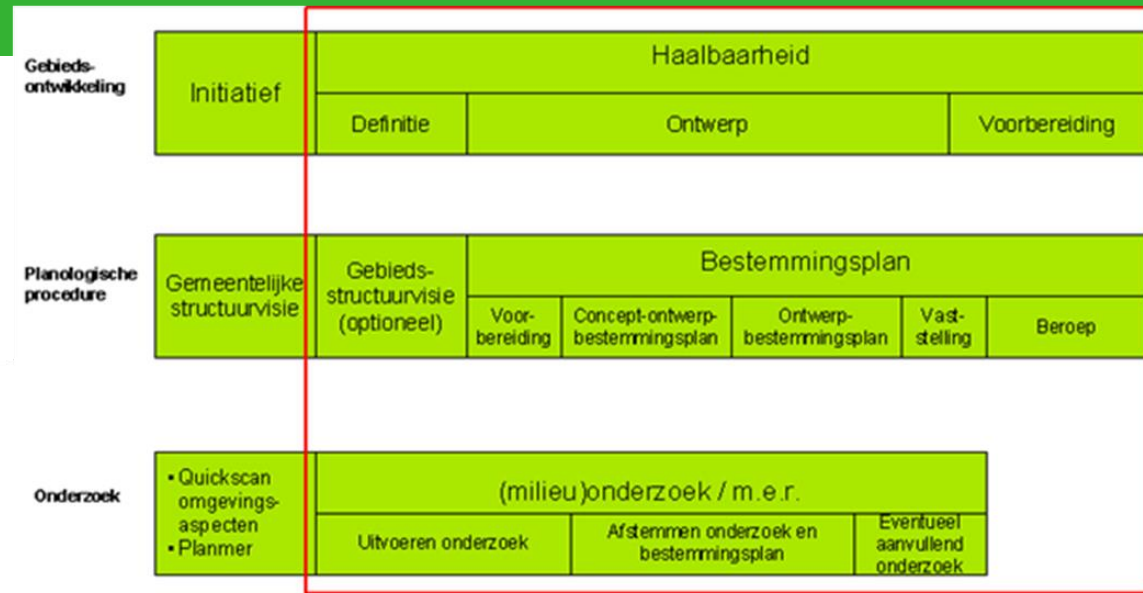 Gebieds-
ontwikkeling
Initiatief
Haalbaarheid
Definitie
Ontwerp
Voorbereiding
Planologische
procedure
Gemeentelijke
structuurvisie
Gebieds-
structuurvisie
(optioneel)
Bestemmingsplan
Voor-
bereiding
Concept-ontwerp-
bestemmingsplan
Ontwerp-
bestemmingsplan
Vast-
stelling
Beroep
Onderzoek
▪ Quickscan
omgevings-
aspecten
▪ Planmer
(milieu)onderzoek / m.e.r.
Uitvoeren onderzoek
Afstemmen onderzoek en
bestemmingsplan
Eventueel
aanvullend
onderzoek